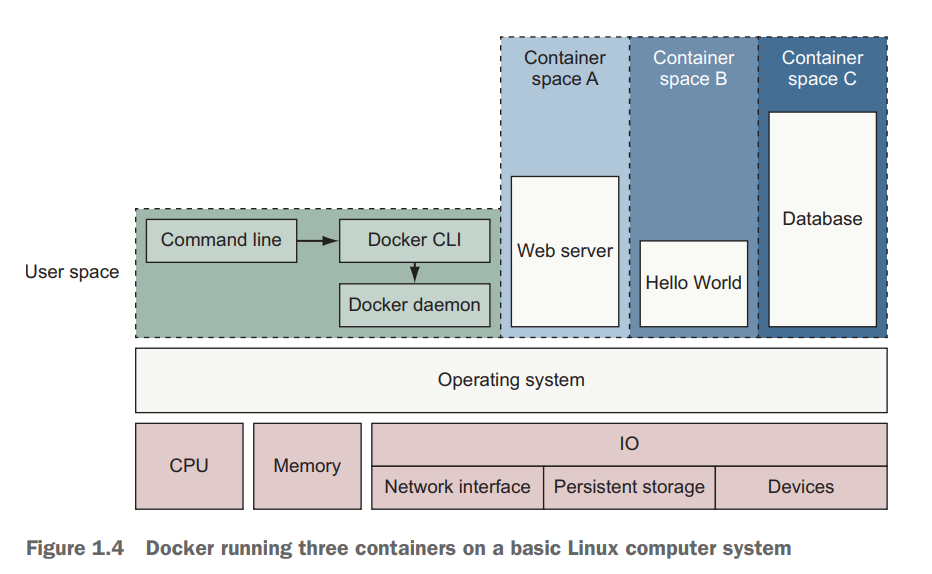 Container
space A
Container
space B
Container
space C
Database
Command line
Docker CLI
Web server
User space
Hello World
Docker daemon
Operating system
CPU
Memory
IO
Network interface
Persistent storage
Devices
Figure 1.4 Docker running three containers on a basic Linux computer system